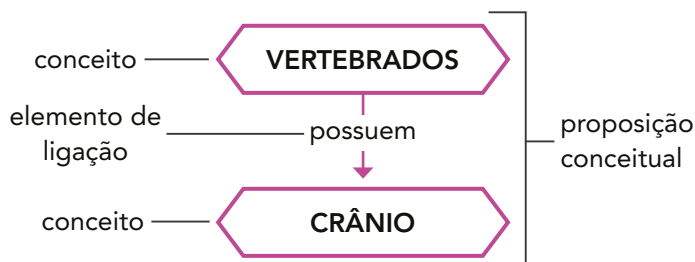 conceito
VERTEBRADOS
elemento de
ligação
possuem
proposição
conceitual
conceito
CRÂNIO